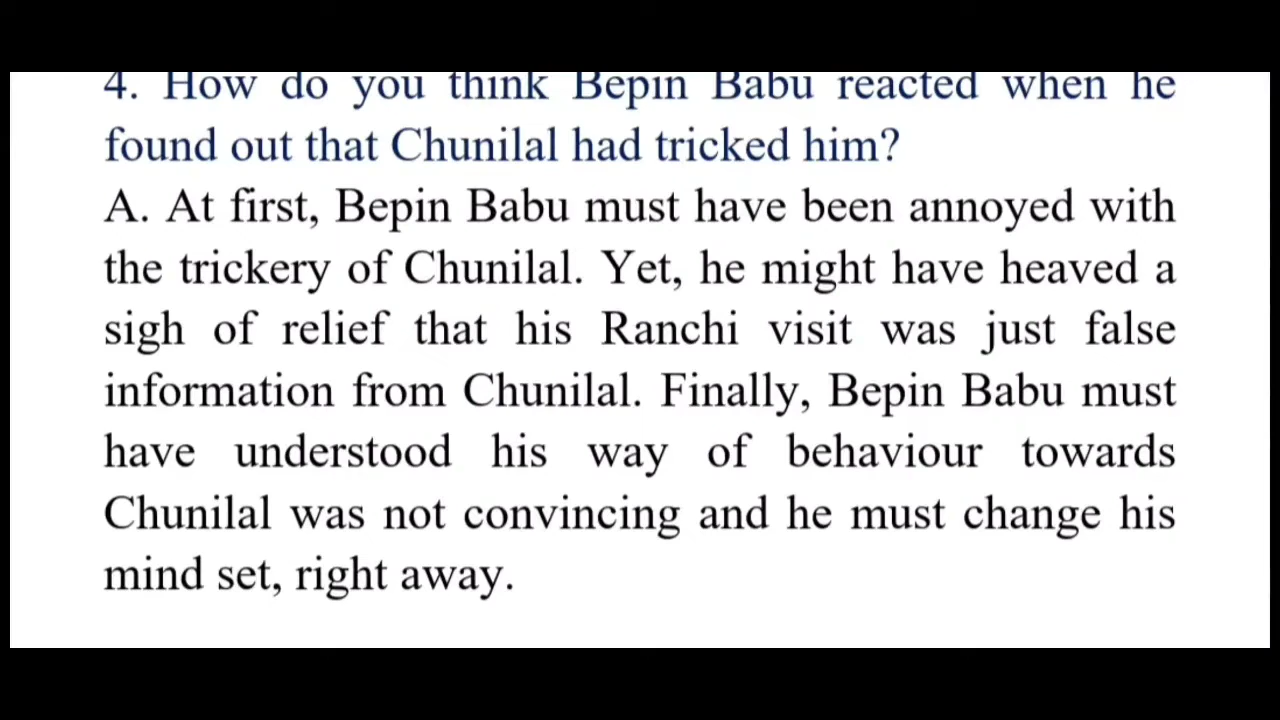 4. How do you think Bepin Babu reacted when he
found out that Chunilal had tricked him?
A. At first, Bepin Babu must have been annoyed with
the trickery of Chunilal. Yet, he might have heaved a
sigh of relief that his Ranchi visit was just false
information from Chunilal. Finally, Bepin Babu must
have understood his way of behaviour towards
Chunilal was not convincing and he must change his
mind set, right away.